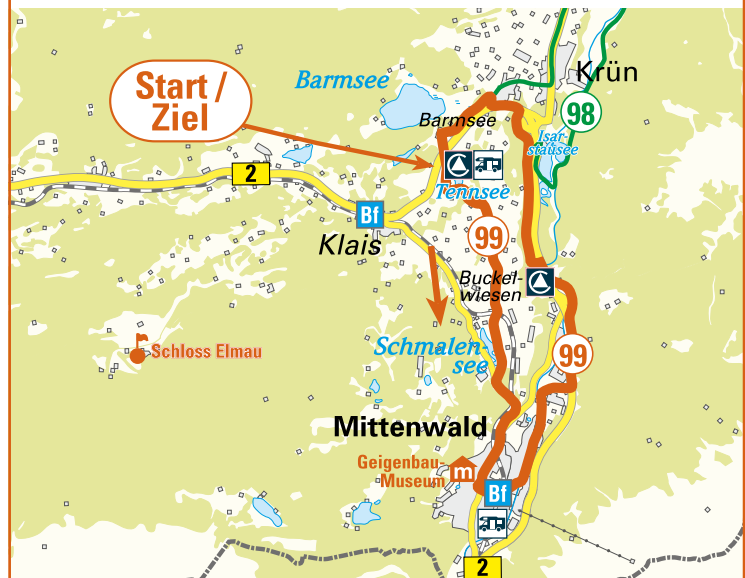 Krün
Barmsee
Start /
Ziel
98
Barmsee
Isar-
stausee
2
Tennsee
Bf
99
Klais
Buckel-
wiesen
Schmalen-
see
99
Schloss Elmau
Mittenwald
Geigenbau-
Museum
m
Bf
2